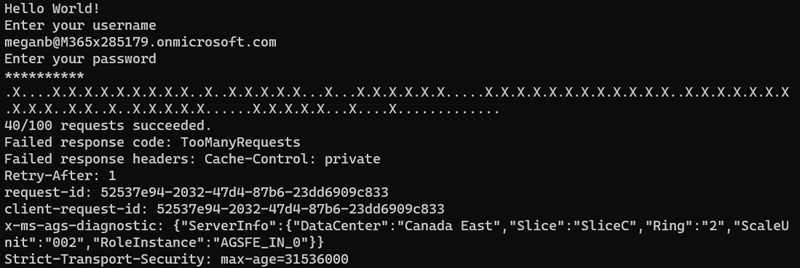 Hello World!
Enter your username
meganb@M365x285179.onmicrosoft.com
Enter your password
**********
.X....X.X.X.X.X.X.X.X.X..X..X.X.X.X.X...X...X.X.X.X.X.X.....X.X.X.X.X.X.X.X.X.X.X.X.X..X.X.X.X.X.X.X
.X.X.X..X.X..X..X.X.X.X.X......X.X.X.X.X...X....X.............
40/100 requests succeeded.
Failed response code: TooManyRequests
Failed response headers: Cache-Control: private
Retry-After: 1
request-id: 52537e94-2032-47d4-87b6-23dd6909c833
client-request-id: 52537e94-2032-47d4-87b6-23dd6909c833
x-ms-ags-diagnostic: {"ServerInfo":{"DataCenter":"Canada East","Slice":"SliceC","Ring":"2","ScaleU
nit":"002","RoleInstance":"AGSFE_IN_0"}}
Strict-Transport-Security: max-age=31536000